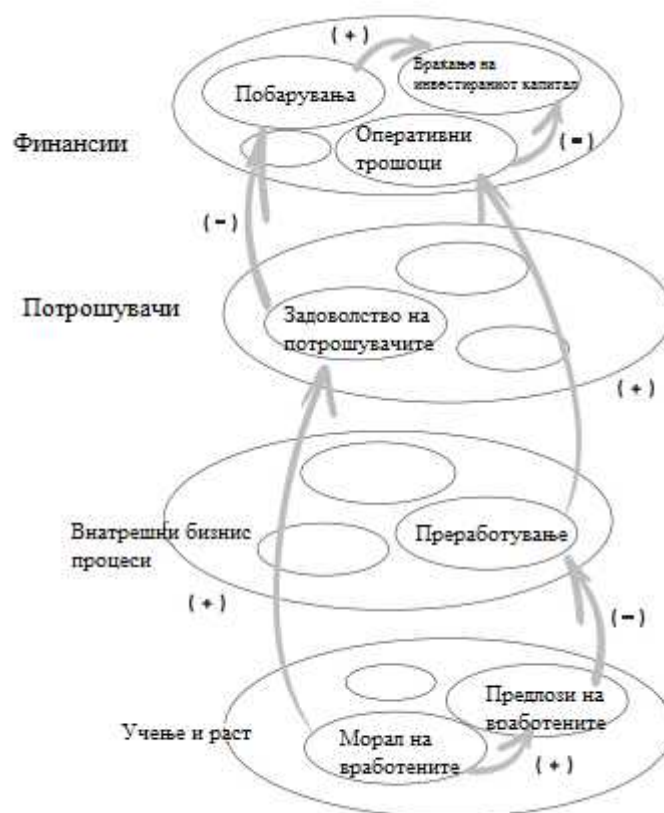 ( + )
Враќање на
инвестираниот капитал
Побарувања
Оперативни
трошоци
( - )
Финансии
( - )
Потрошувачи
Задоволство на
потрошувачите
( + )
Внатрешни бизнис
процеси
Преработување
( + )
( - )
Предлози на
вработените
Учење и раст
Морал на
вработените
( + )